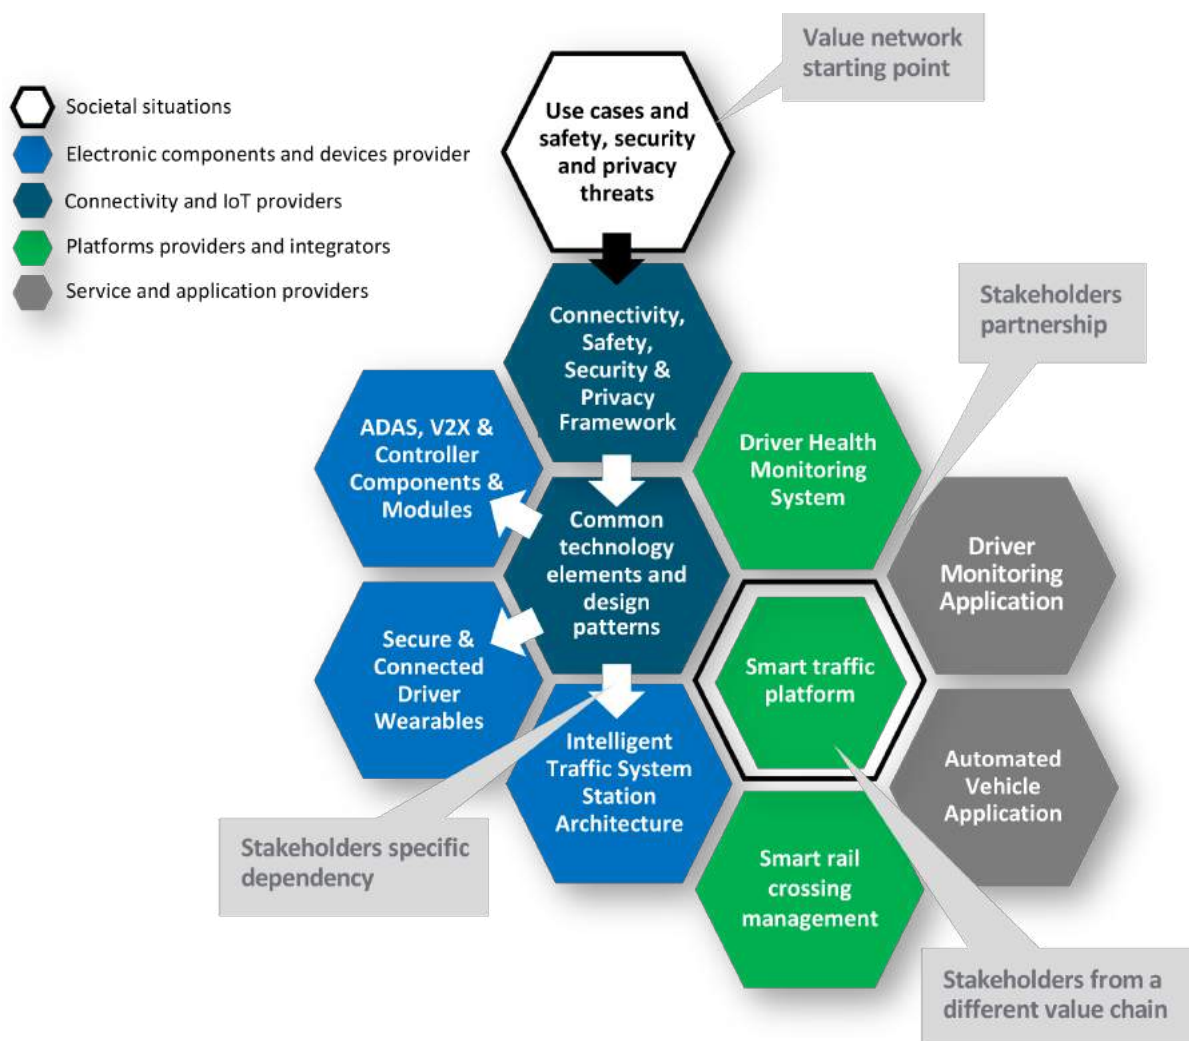 Value network
starting point
Societal situations
Electronic components and devices provider
Connectivity and IoT providers
Platforms providers and integrators
Service and application providers
Use cases and
safety, security
and privacy
threats
Connectivity,
Safety,
Security &
Privacy
Framework
Stakeholders
partnership
ADAS, V2X &
Controller
Components &
Modules
Driver Health
Monitoring
System
Common
technology
elements and
design
patterns
Driver
Monitoring
Application
Secure &
Connected
Driver
Wearables
Smart traffic
platform
Intelligent
Traffic System
Station
Architecture
Automated
Vehicle
Application
Stakeholders specific
dependency
Smart rail
crossing
management
Stakeholders from a
different value chain